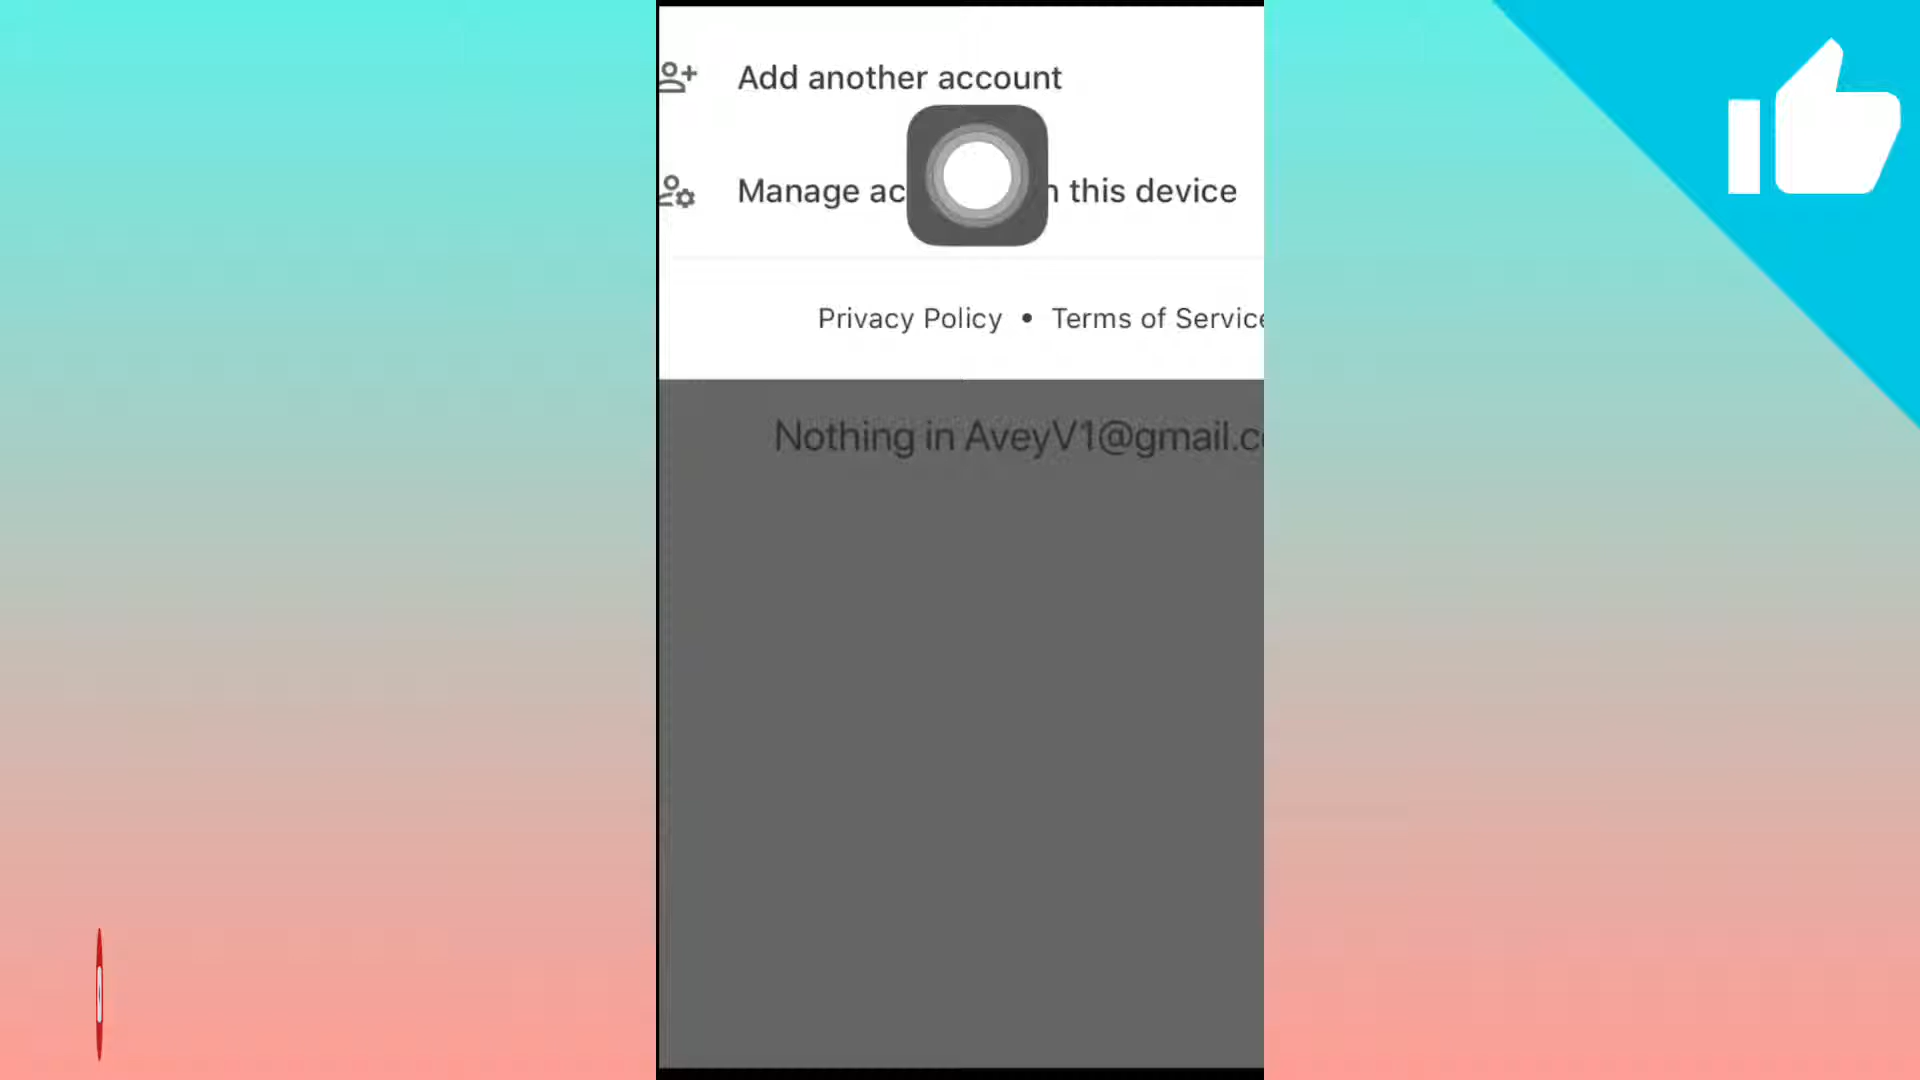 Add another account
Manage ac n this device
Privacy Policy • Terms of Service
Nothing in AveyV1@gmail.c